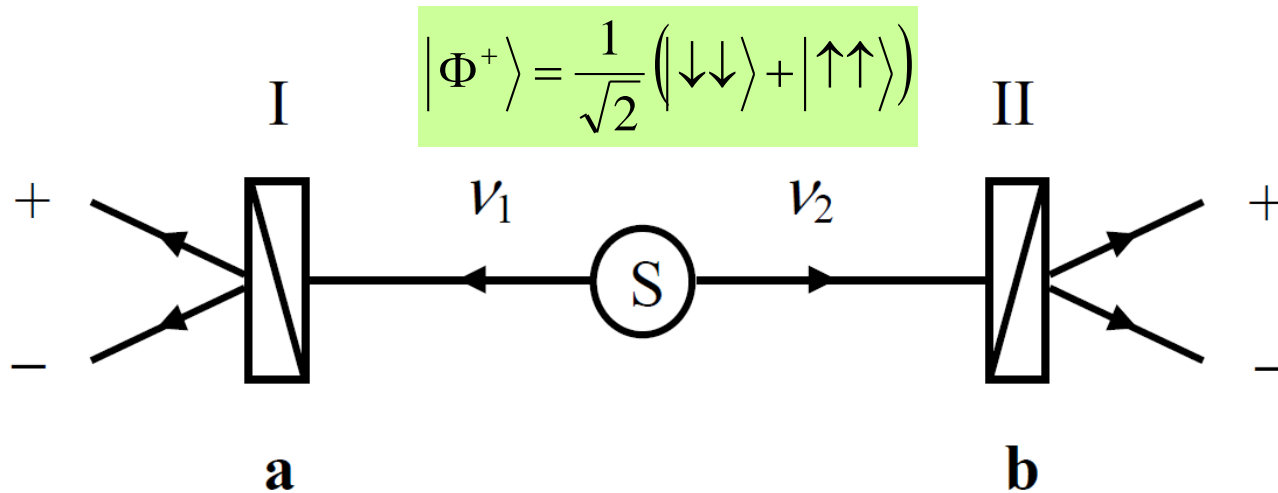 |Φ⁺⟩ = 1/√2 (|↓↓⟩ + |↑↑⟩)
I II
+ ν₁ ν₂ +
S
− −
a b